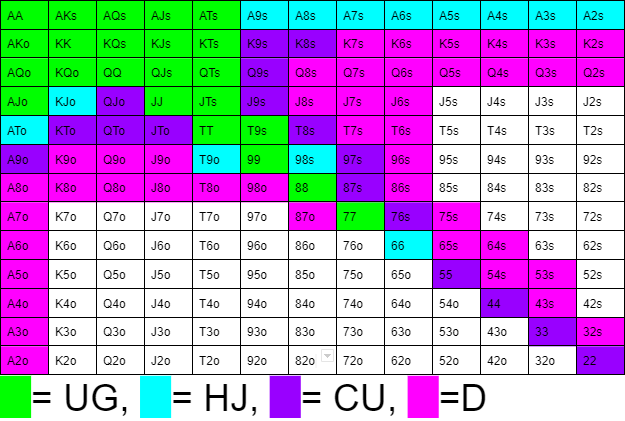 AA AKs AQs AJs ATs A9s A8s A7s A6s A5s A4s A3s A2s
AKo KK KQs KJs KTs K9s K8s K7s K6s K5s K4s K3s K2s
AQo KQo QQ QJs QTs Q9s Q8s Q7s Q6s Q5s Q4s Q3s Q2s
AJo KJo QJo JJ JTs J9s J8s J7s J6s J5s J4s J3s J2s
ATo KTo QTo JTo TT T9s T8s T7s T6s T5s T4s T3s T2s
A9o K9o Q9o J9o T9o 99 98s 97s 96s 95s 94s 93s 92s
A8o K8o Q8o J8o T8o 98o 88 87s 86s 85s 84s 83s 82s
A7o K7o Q7o J7o T7o 97o 87o 77 76s 75s 74s 73s 72s
A6o K6o Q6o J6o T6o 96o 86o 76o 66 65s 64s 63s 62s
A5o K5o Q5o J5o T5o 95o 85o 75o 65o 55 54s 53s 52s
A4o K4o Q4o J4o T4o 94o 84o 74o 64o 54o 44 43s 42s
A3o K3o Q3o J3o T3o 93o 83o 73o 63o 53o 43o 33 32s
A2o K2o Q2o J2o T2o 92o 82o 72o 62o 52o 42o 32o 22
= UG, = HJ, = CU, =D